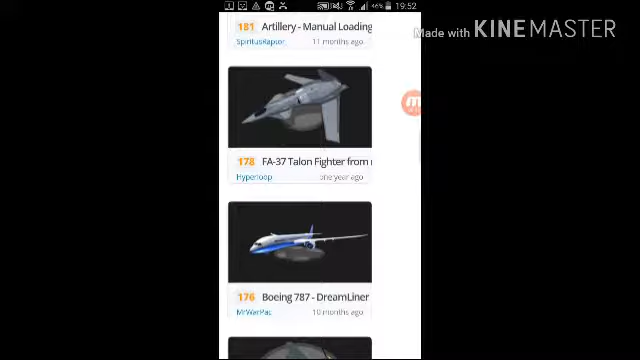 46% 19:52
Made with KINEMASTER
181 Artillery - Manual Loading
SpiritusRaptor 11 months ago
178 FA-37 Talon Fighter from
Hyperloop one year ago
176 Boeing 787 - DreamLiner
MrWarPac 10 months ago